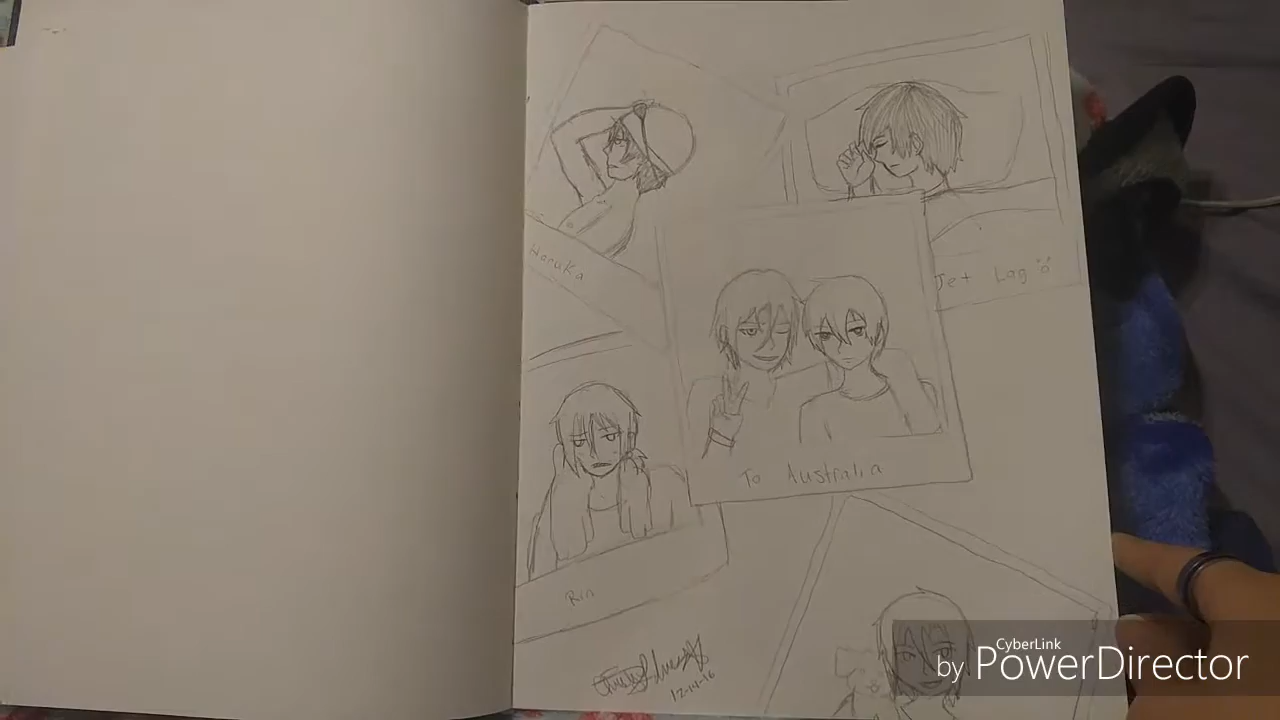 Haruka
Jet Lag
To Australia
Rin
12-14-16
CyberLink
by PowerDirector